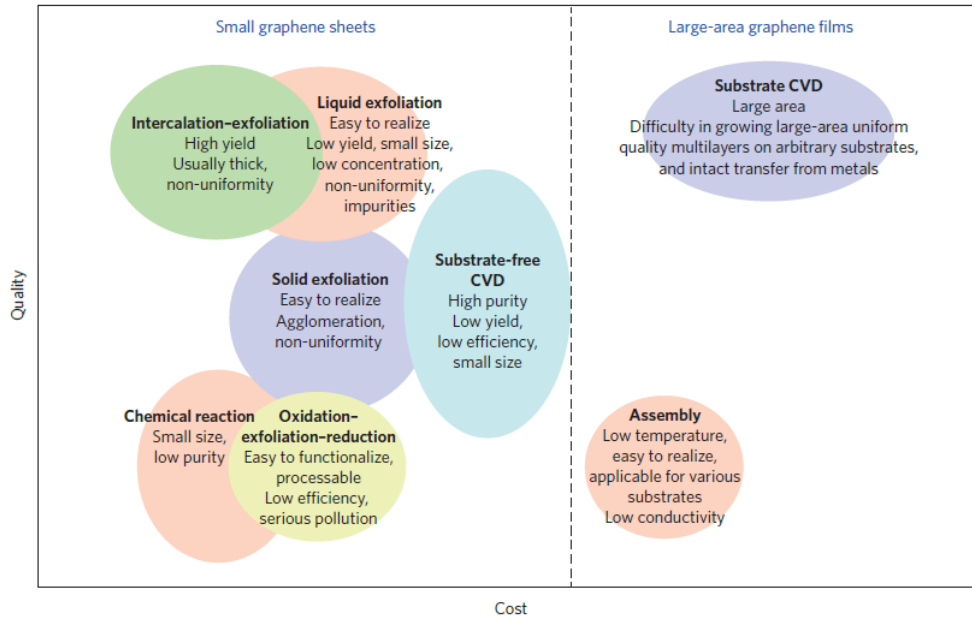 Small graphene sheets
Large-area graphene films
Intercalation–exfoliation
High yield
Usually thick,
non-uniformity
Liquid exfoliation
Easy to realize
Low yield, small size,
low concentration,
non-uniformity,
impurities
Substrate CVD
Large area
Difficulty in growing large-area uniform
quality multilayers on arbitrary substrates,
and intact transfer from metals
Solid exfoliation
Easy to realize
Agglomeration,
non-uniformity
Substrate-free
CVD
High purity
Low yield,
low efficiency,
small size
Quality
Chemical reaction
Small size,
low purity
Oxidation–
exfoliation–reduction
Easy to functionalize,
processable
Low efficiency,
serious pollution
Assembly
Low temperature,
easy to realize,
applicable for various
substrates
Low conductivity
Cost